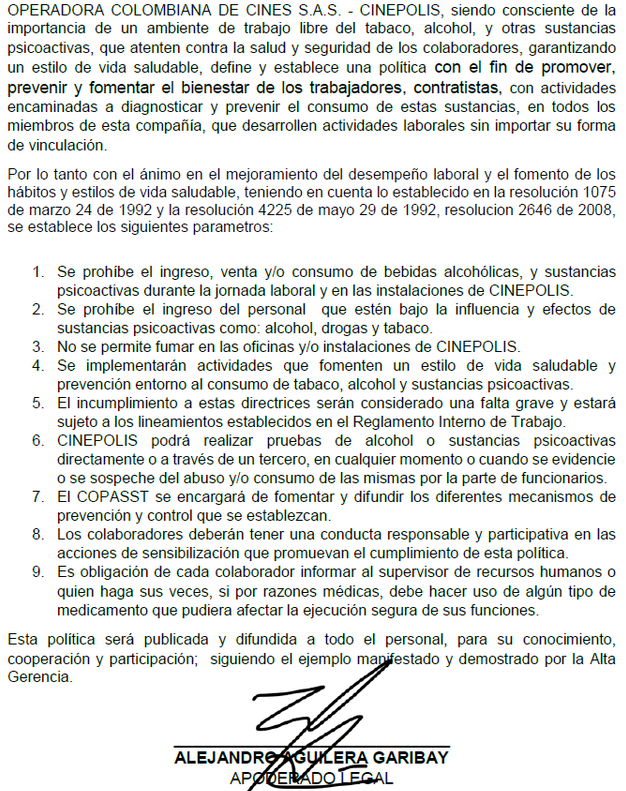 OPERADORA COLOMBIANA DE CINES S.A.S. - CINEPOLIS, siendo consciente de la
importancia de un ambiente de trabajo libre del tabaco, alcohol, y otras sustancias
psicoactivas, que atenten contra la salud y seguridad de los colaboradores, garantizando
un estilo de vida saludable, define y establece una política con el fin de promover,
prevenir y fomentar el bienestar de los trabajadores, contratistas, con actividades
encaminadas a diagnosticar y prevenir el consumo de estas sustancias, en todos los
miembros de esta compañía, que desarrollen actividades laborales sin importar su forma
de vinculación.
Por lo tanto con el ánimo en el mejoramiento del desempeño laboral y el fomento de los
hábitos y estilos de vida saludable, teniendo en cuenta lo establecido en la resolución 1075
de marzo 24 de 1992 y la resolución 4225 de mayo 29 de 1992, resolucion 2646 de 2008,
se establece los siguientes parametros:
1. Se prohíbe el ingreso, venta y/o consumo de bebidas alcohólicas, y sustancias
psicoactivas durante la jornada laboral y en las instalaciones de CINEPOLIS.
2. Se prohíbe el ingreso del personal que estén bajo la influencia y efectos de
sustancias psicoactivas como: alcohol, drogas y tabaco.
3. No se permite fumar en las oficinas y/o instalaciones de CINEPOLIS.
4. Se implementarán actividades que fomenten un estilo de vida saludable y
prevención entorno al consumo de tabaco, alcohol y sustancias psicoactivas.
5. El incumplimiento a estas directrices serán considerado una falta grave y estará
sujeto a los lineamientos establecidos en el Reglamento Interno de Trabajo.
6. CINEPOLIS podrá realizar pruebas de alcohol o sustancias psicoactivas
directamente o a través de un tercero, en cualquier momento o cuando se evidencie
o se sospeche del abuso y/o consumo de las mismas por la parte de funcionarios.
7. El COPASST se encargará de fomentar y difundir los diferentes mecanismos de
prevención y control que se establezcan.
8. Los colaboradores deberán tener una conducta responsable y participativa en las
acciones de sensibilización que promuevan el cumplimiento de esta política.
9. Es obligación de cada colaborador informar al supervisor de recursos humanos o
quien haga sus veces, si por razones médicas, debe hacer uso de algún tipo de
medicamento que pudiera afectar la ejecución segura de sus funciones.
Esta política será publicada y difundida a todo el personal, para su conocimiento,
cooperación y participación; siguiendo el ejemplo manifestado y demostrado por la Alta
Gerencia.
ALEJANDRO AGUILERA GARIBAY
APODERADO LEGAL